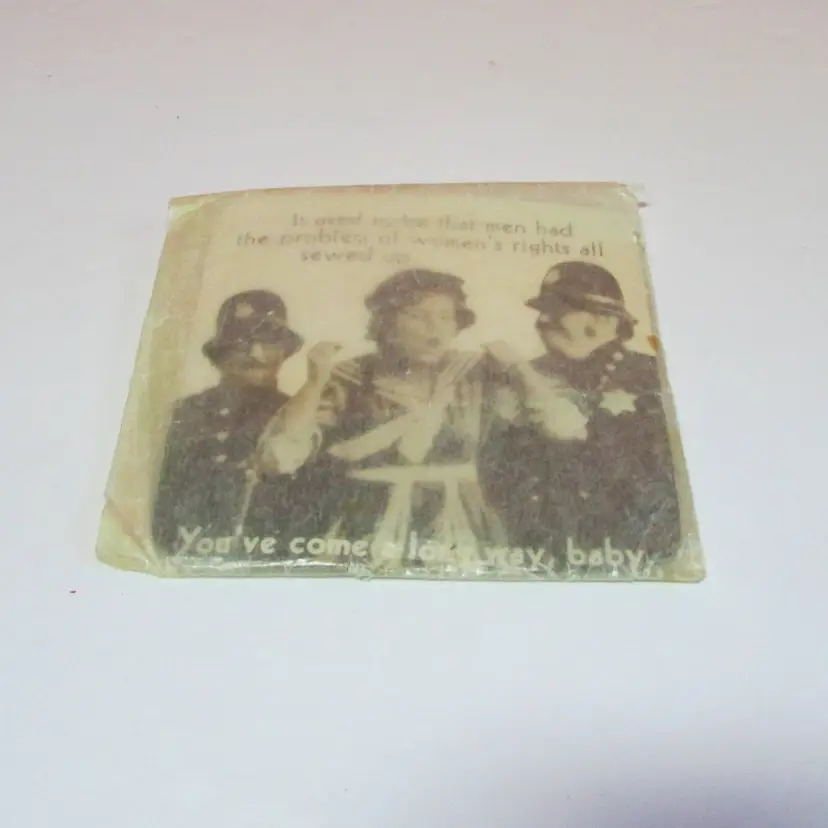 It used to be that men had
the problem of women's rights all
sewed up.
You've come a long way, baby.